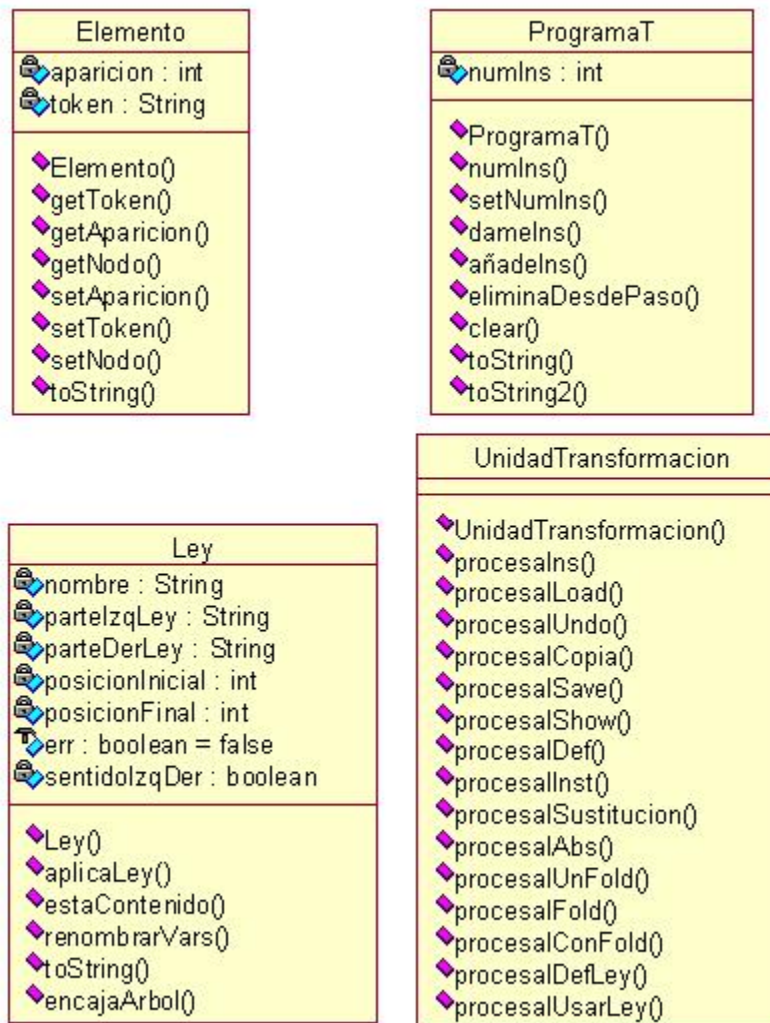 Elemento
aparicion : int
token : String
Elemento()
getToken()
getAparicion()
getNodo()
setAparicion()
setToken()
setNodo()
toString()
ProgramaT
numIns : int
ProgramaT()
numIns()
setNumIns()
dameIns()
añadeIns()
eliminaDesdePaso()
clear()
toString()
toString2()
Ley
nombre : String
parteIzqLey : String
parteDerLey : String
posicionInicial : int
posicionFinal : int
err : boolean = false
sentidoIzqDer : boolean
Ley()
aplicaLey()
estaContenido()
renombrarVars()
toString()
encajaArbol()
UnidadTransformacion
UnidadTransformacion()
procesaIns()
procesaILoad()
procesaIUndo()
procesaICopia()
procesaISave()
procesaIShow()
procesaIDef()
procesaIInst()
procesaISustitucion()
procesaIAbs()
procesaIUnFold()
procesaIFold()
procesaIConFold()
procesaIDefLey()
procesaIUsarLey()